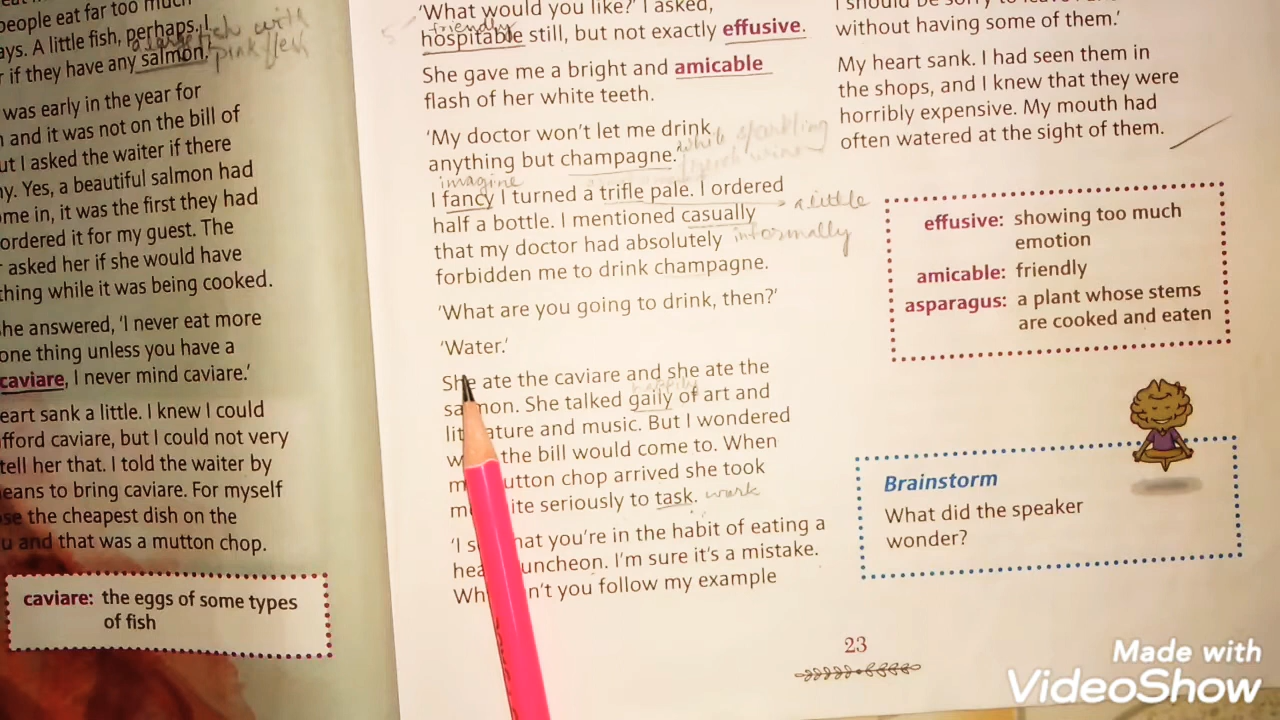 people eat far too much
ays. A little fish, perhaps. I
a large fish with
r if they have any salmon.'
pink flesh
was early in the year for
and it was not on the bill of
ut I asked the waiter if there
ny. Yes, a beautiful salmon had
ome in, it was the first they had
ordered it for my guest. The
asked her if she would have
thing while it was being cooked.
he answered, 'I never eat more
one thing unless you have a
caviare, I never mind caviare.'
eart sank a little. I knew I could
fford caviare, but I could not very
tell her that. I told the waiter by
eans to bring caviare. For myself
se the cheapest dish on the
u and that was a mutton chop.
caviare: the eggs of some types
of fish
'What would you like?' I asked,
friendly
hospitable still, but not exactly effusive.
She gave me a bright and amicable
flash of her white teeth.
'My doctor won't let me drink
anything but champagne.
white sparkling
imagine
I fancy I turned a trifle pale. I ordered
a little
half a bottle. I mentioned casually
that my doctor had absolutely
informally
forbidden me to drink champagne.
'What are you going to drink, then?'
'Water.'
She ate the caviare and she ate the
happily
salmon. She talked gaily of art and
lit ature and music. But I wondered
w the bill would come to. When
m utton chop arrived she took
m ite seriously to task. work
'I s hat you're in the habit of eating a
hea uncheon. I'm sure it's a mistake.
Wh n't you follow my example
I should be sorry to leave
without having some of them.'
My heart sank. I had seen them in
the shops, and I knew that they were
horribly expensive. My mouth had
often watered at the sight of them.
effusive: showing too much
emotion
amicable: friendly
asparagus: a plant whose stems
are cooked and eaten
Brainstorm
What did the speaker
wonder?
23
Made with
VideoShow